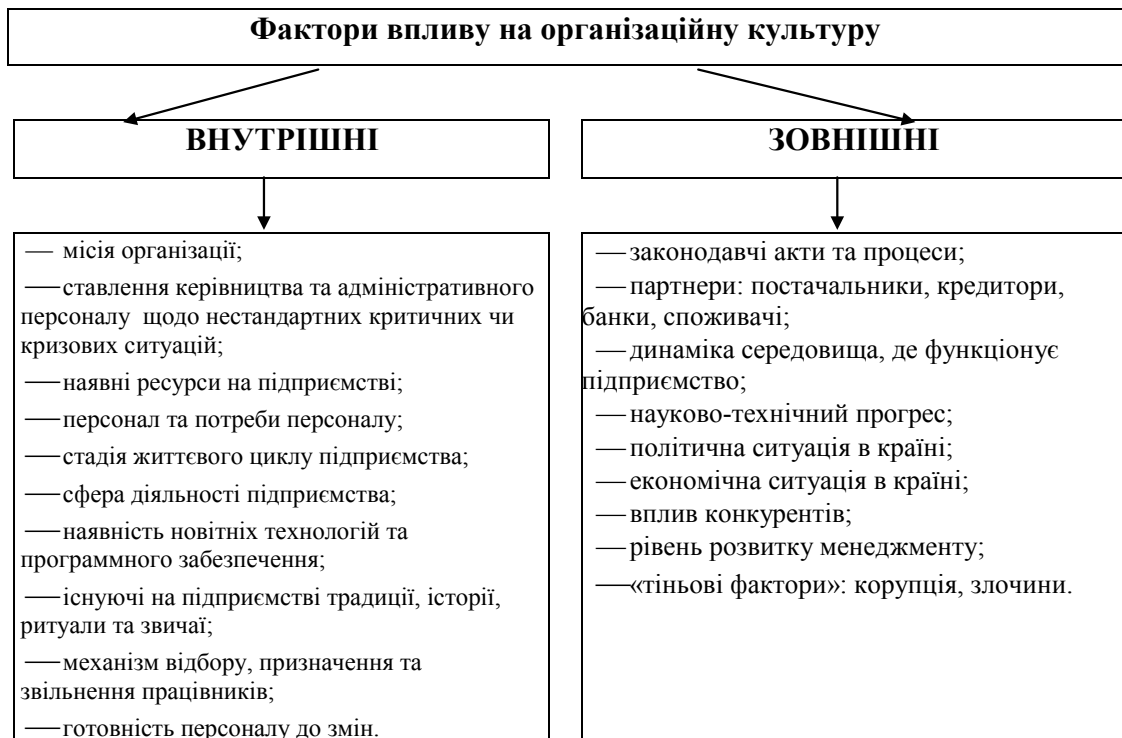 Фактори впливу на організаційну культуру
ВНУТРІШНІ
— місія організації;
—ставлення керівництва та адміністративного
персоналу щодо нестандартних критичних чи
кризових ситуацій;
—наявні ресурси на підприємстві;
—персонал та потреби персоналу;
—стадія життєвого циклу підприємства;
—сфера діяльності підприємства;
—наявність новітніх технологій та
программного забезпечення;
—існуючі на підприємстві традиції, історії,
ритуали та звичаї;
—механізм відбору, призначення та
звільнення працівників;
—готовність персоналу до змін.
ЗОВНІШНІ
—законодавчі акти та процеси;
—партнери: постачальники, кредитори,
банки, споживачі;
—динаміка середовища, де функціонує
підприємство;
—науково-технічний прогрес;
—політична ситуація в країні;
—економічна ситуація в країні;
—вплив конкурентів;
—рівень розвитку менеджменту;
—«тіньові фактори»: корупція, злочини.